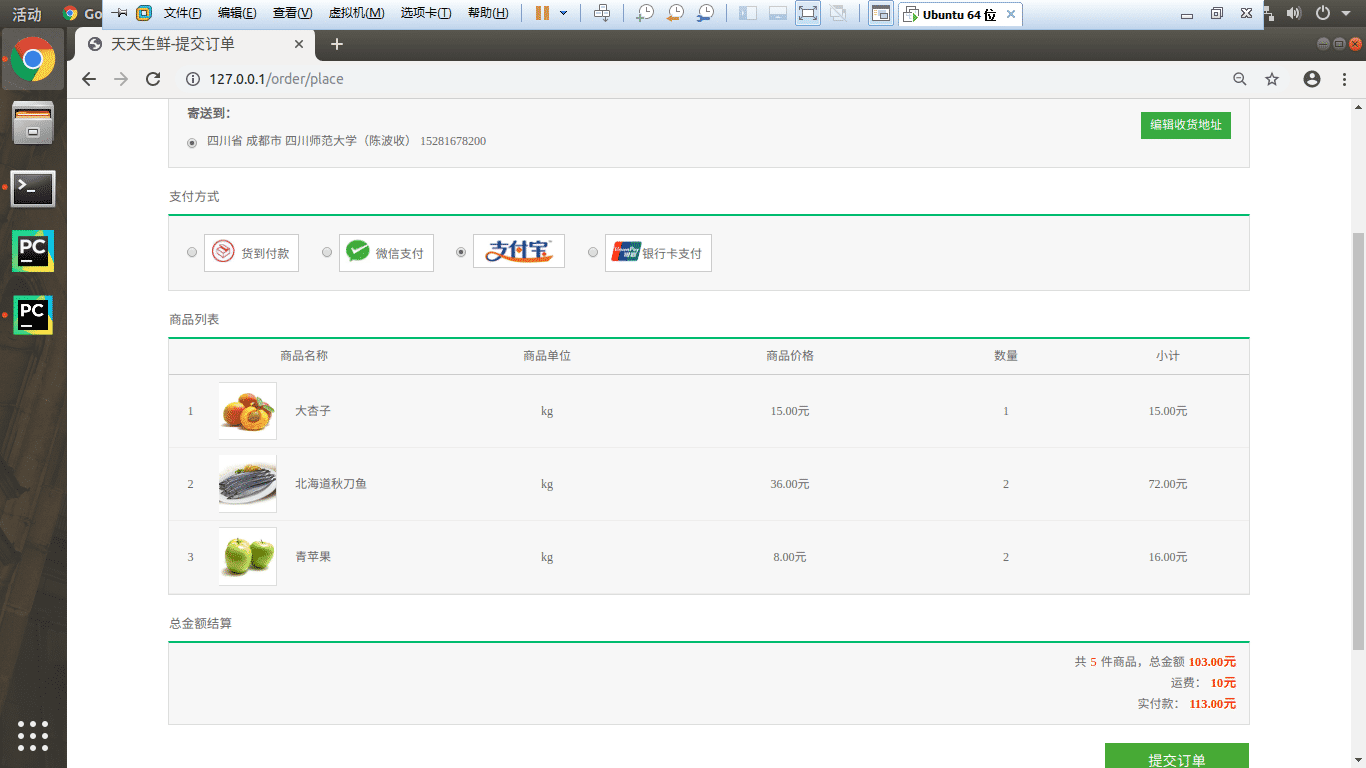 活动 Go 文件(F) 编辑(E) 查看(V) 虚拟机(M) 选项卡(T) 帮助(H) Ubuntu 64 位
天天生鲜-提交订单
127.0.0.1/order/place
寄送到：
编辑收货地址
四川省 成都市 四川师范大学（陈波收） 15281678200
支付方式
货到付款 微信支付 支付宝 UnionPay 银联 银行卡支付
商品列表
商品名称 商品单位 商品价格 数量 小计
1 大杏子 kg 15.00元 1 15.00元
2 北海道秋刀鱼 kg 36.00元 2 72.00元
3 青苹果 kg 8.00元 2 16.00元
总金额结算
共 5 件商品，总金额 103.00元
运费： 10元
实付款： 113.00元
提交订单
PC
PC